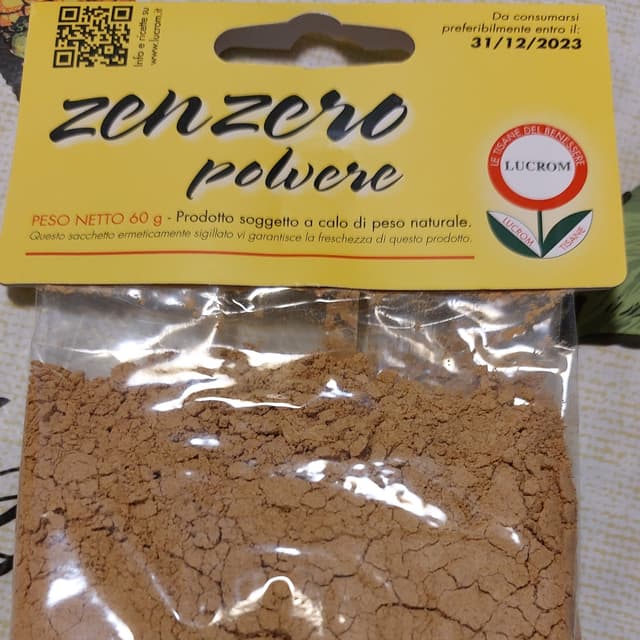 Info e ricette su
www.lucrom.it
Da consumarsi
preferibilmente entro il:
31/12/2023
zenzero
polvere
PESO NETTO 60 g - Prodotto soggetto a calo di peso naturale.
Questo sacchetto ermeticamente sigillato vi garantisce la freschezza di questo prodotto.
LE TISANE DEL BENESSERE
LUCROM
LUCROM
TISANE